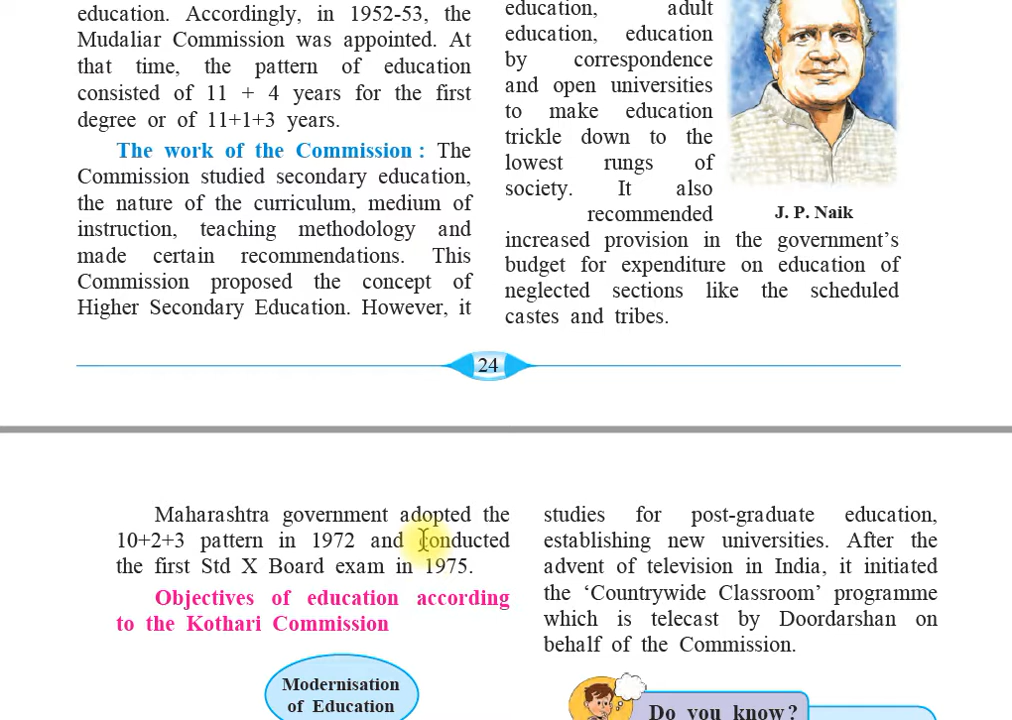 education. Accordingly, in 1952-53, the
Mudaliar Commission was appointed. At
that time, the pattern of education
consisted of 11 + 4 years for the first
degree or of 11+1+3 years.
The work of the Commission : The
Commission studied secondary education,
the nature of the curriculum, medium of
instruction, teaching methodology and
made certain recommendations. This
Commission proposed the concept of
Higher Secondary Education. However, it
education, adult
education, education
by correspondence
and open universities
to make education
trickle down to the
lowest rungs of
society. It also
recommended
increased provision in the government's
budget for expenditure on education of
neglected sections like the scheduled
castes and tribes.
J. P. Naik
24
Maharashtra government adopted the
10+2+3 pattern in 1972 and conducted
the first Std X Board exam in 1975.
Objectives of education according
to the Kothari Commission
Modernisation
of Education
studies for post-graduate education,
establishing new universities. After the
advent of television in India, it initiated
the ‘Countrywide Classroom’ programme
which is telecast by Doordarshan on
behalf of the Commission.
Do you know?